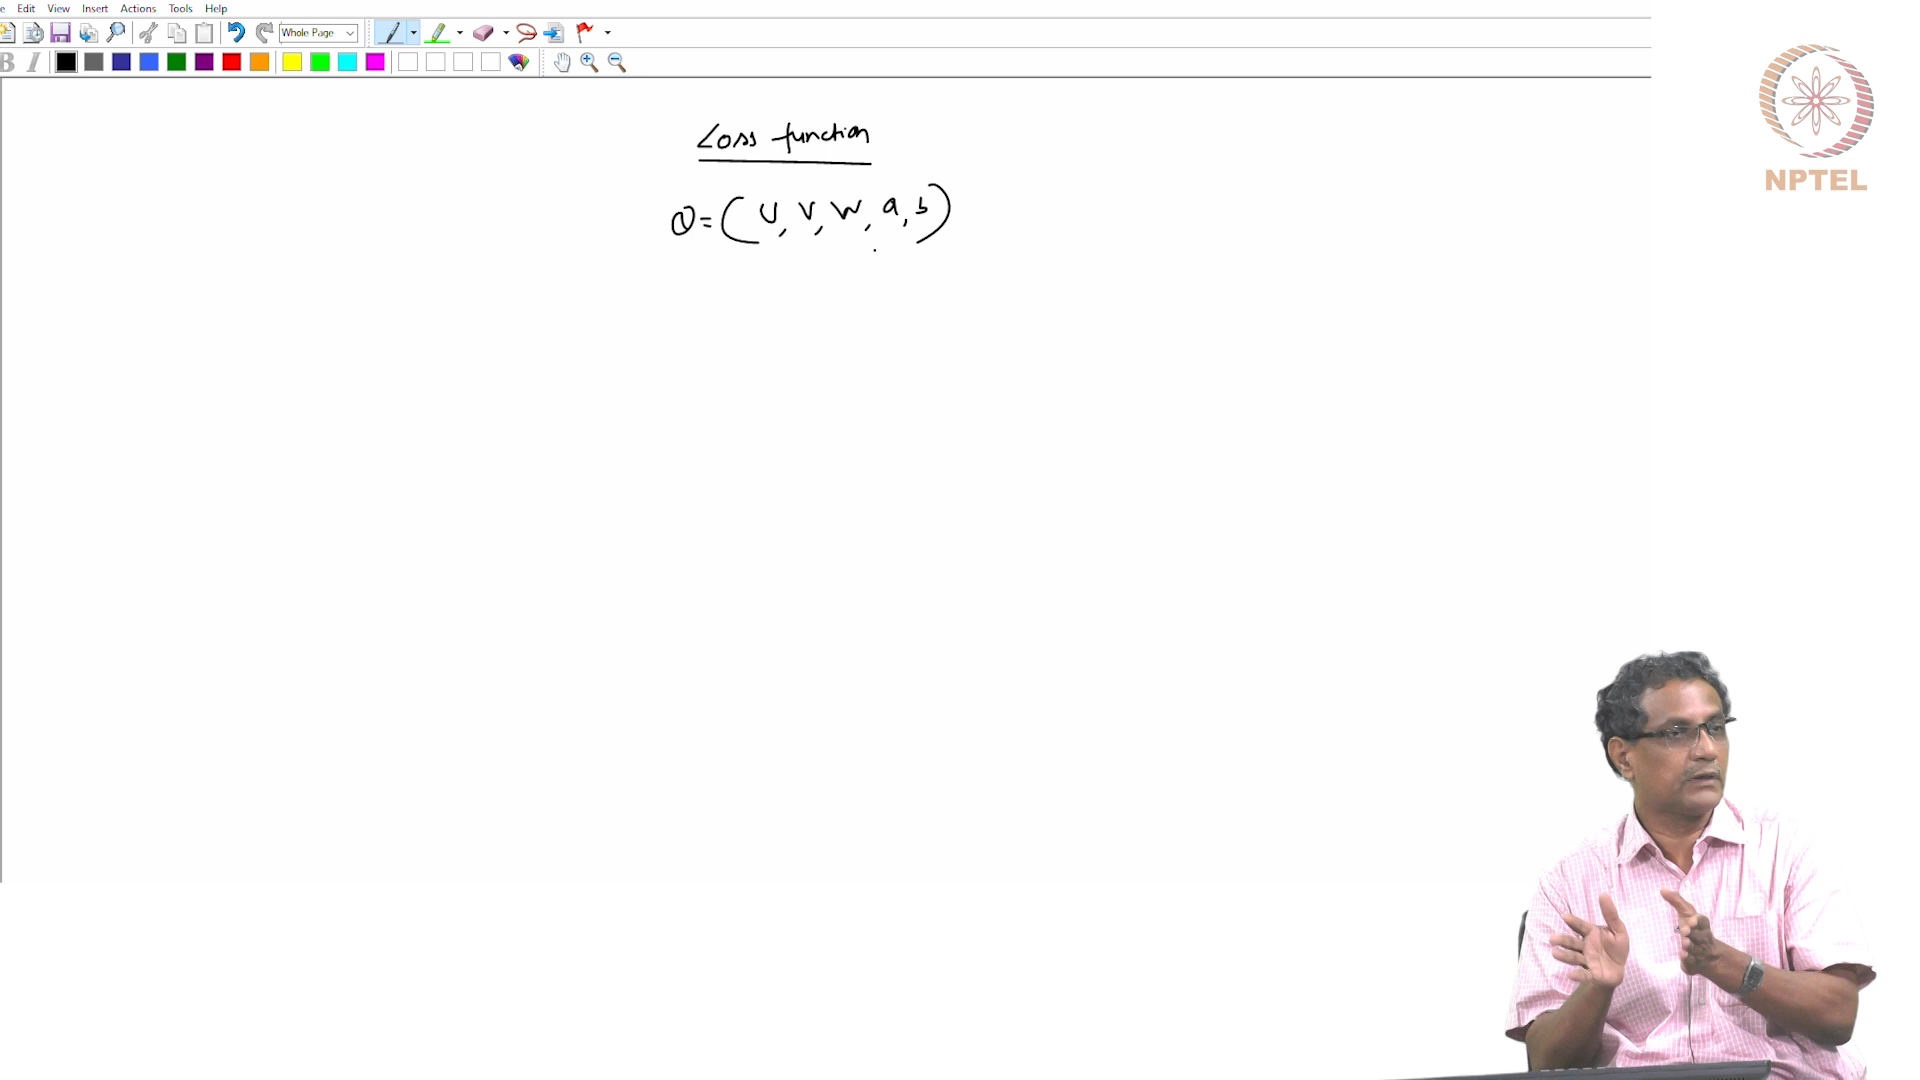 Edit View Insert Actions Tools Help
Whole Page
B I
Loss function
θ = (U, V, W, a, b)
NPTEL